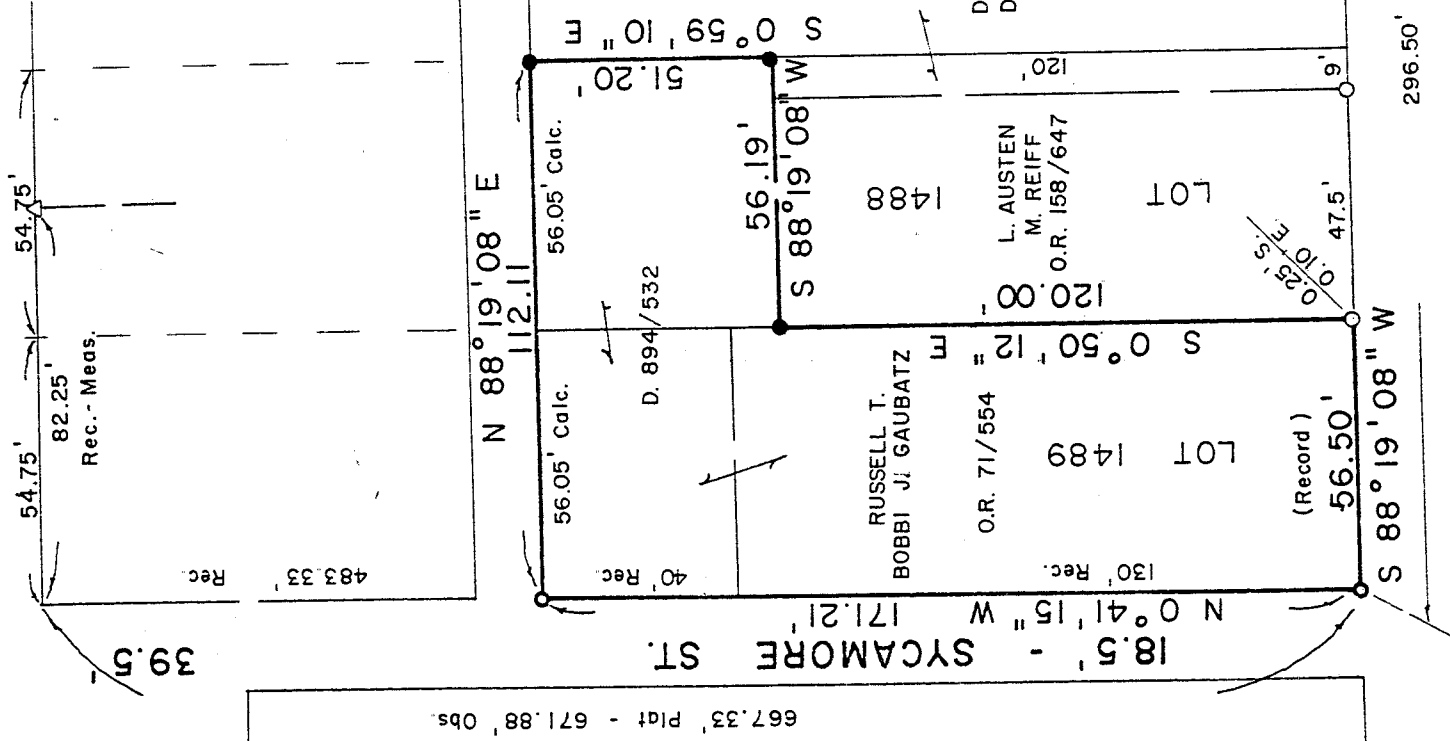 54.75'
54.75'
82.25'
Rec.- Meas.
483.33' Rec.
39.5'
N 88° 19' 08" E
112.11
56.05' Calc.
56.05' Calc.
S 0° 59' 10" E
51.20'
D. 894/532
56.19'
S 88° 19' 08" W
120'
9'
296.50'
1488
L. AUSTEN
M. REIFF
O.R. 158/647
LOT
47.5'
0.25' S.
0.10' E
120.00'
S 0° 50' 12" E
RUSSELL T.
BOBBI J. GAUBATZ
O.R. 71/554
LOT 1489
(Record)
56.50'
S 88° 19' 08" W
40' Rec.
130' Rec.
N 0° 41' 15" W 171.21'
18.5' - SYCAMORE ST.
667.33' Plat - 671.88' Obs.
D
D